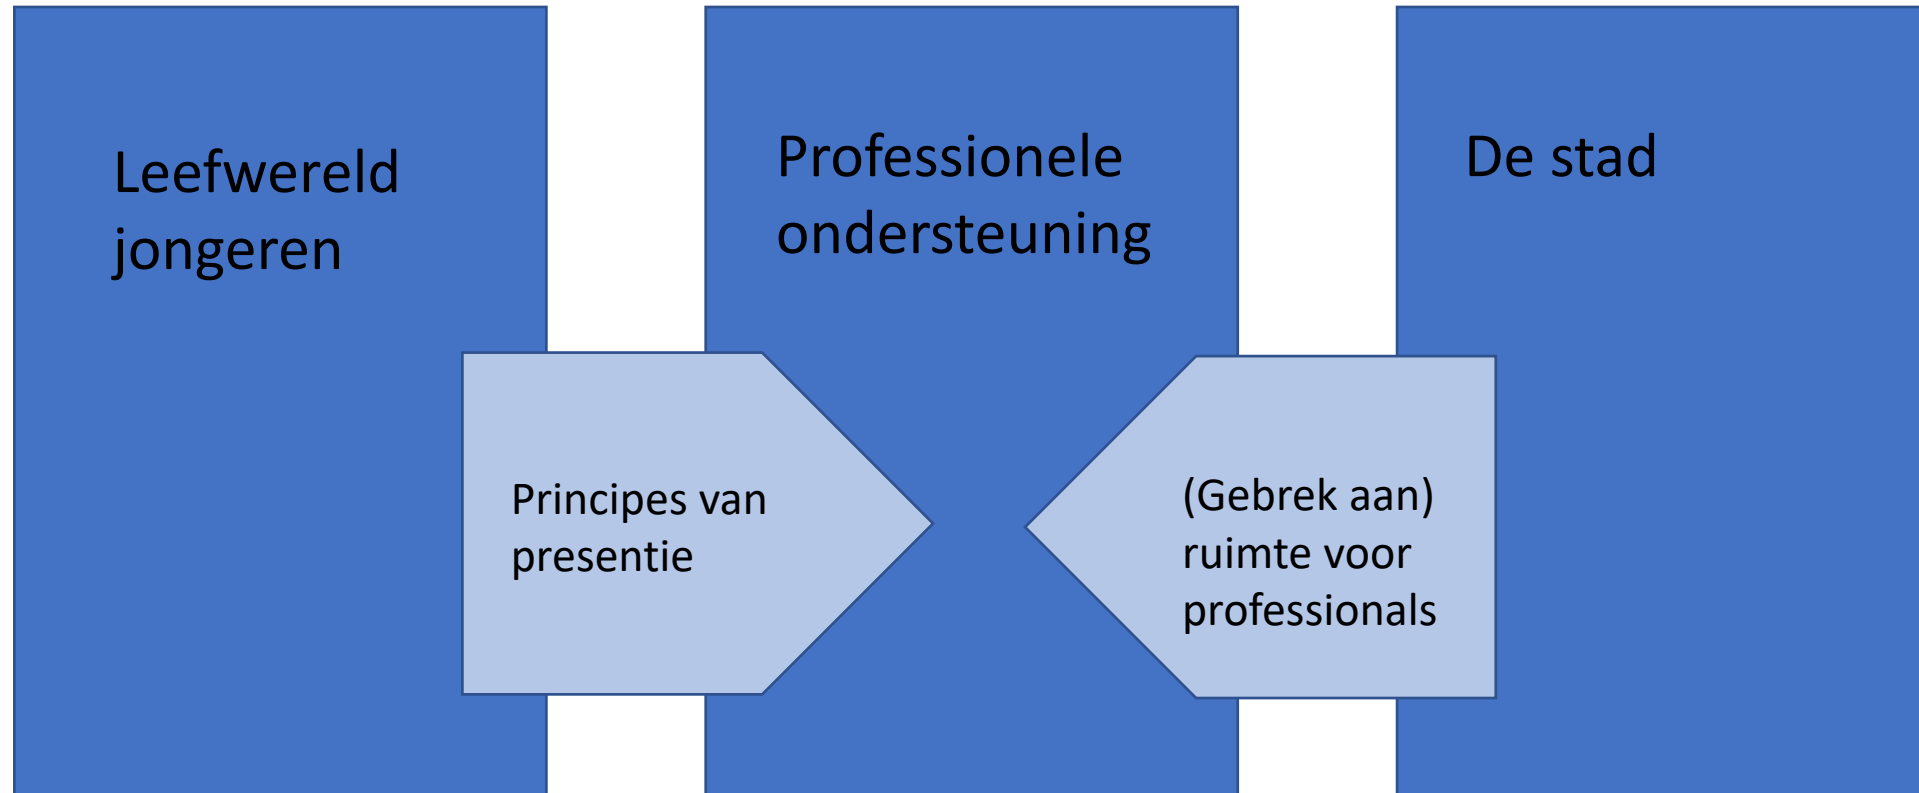 Leefwereld
jongeren
Professionele
ondersteuning
De stad
Principes van
presentie
(Gebrek aan)
ruimte voor
professionals